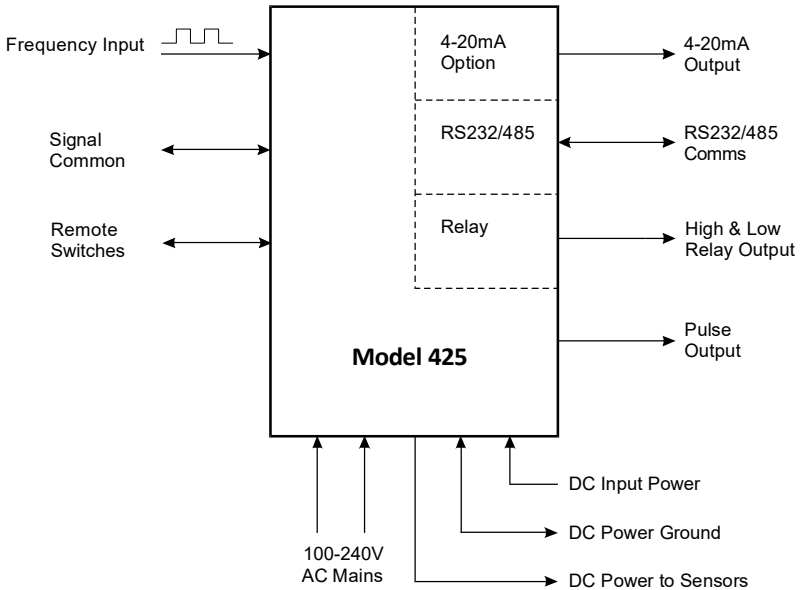 Frequency Input
Signal
Common
Remote
Switches
4-20mA
Option
RS232/485
Relay
Model 425
4-20mA
Output
RS232/485
Comms
High & Low
Relay Output
Pulse
Output
100-240V
AC Mains
DC Input Power
DC Power Ground
DC Power to Sensors